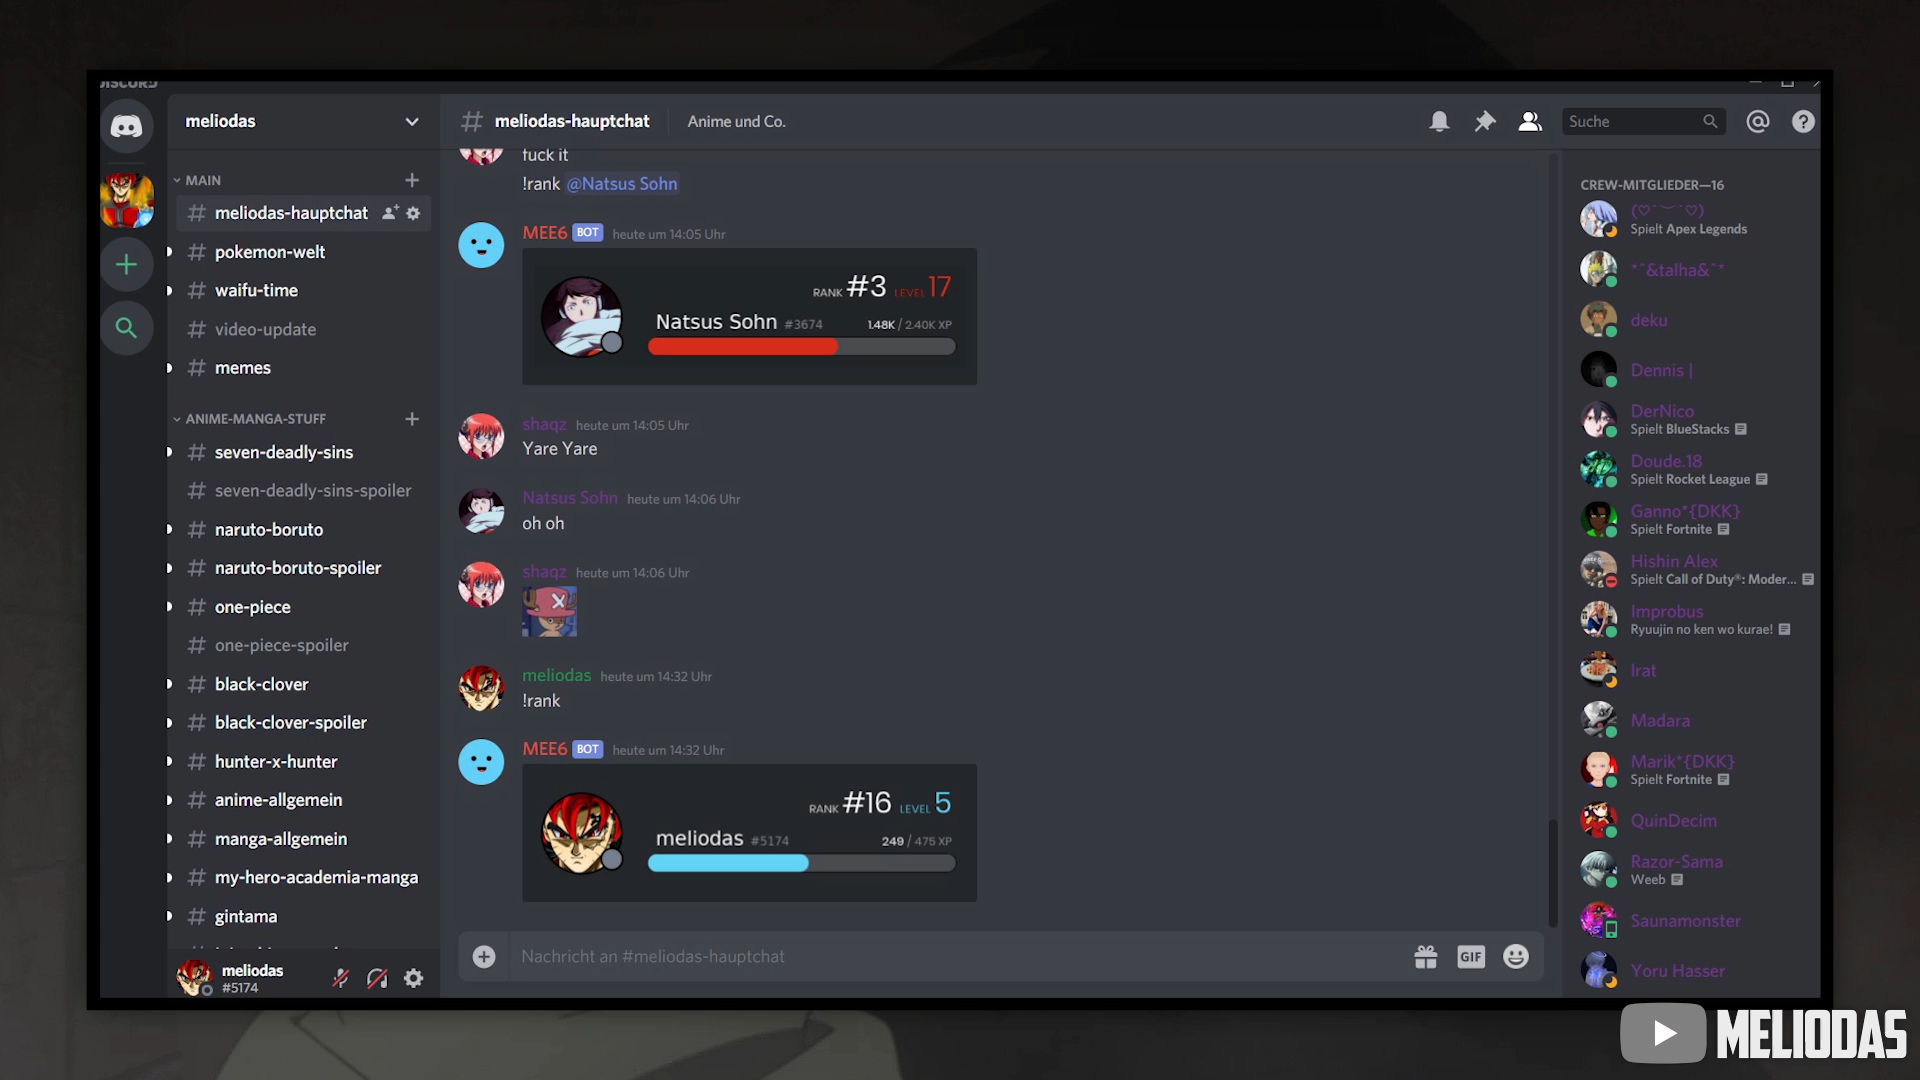 DISCORD
meliodas
MAIN
meliodas-hauptchat
pokemon-welt
waifu-time
video-update
memes
ANIME-MANGA-STUFF
seven-deadly-sins
seven-deadly-sins-spoiler
naruto-boruto
naruto-boruto-spoiler
one-piece
one-piece-spoiler
black-clover
black-clover-spoiler
hunter-x-hunter
anime-allgemein
manga-allgemein
my-hero-academia-manga
gintama
meliodas
#5174
meliodas-hauptchat Anime und Co.
Suche
fuck it
!rank @Natsus Sohn
MEE6 BOT heute um 14:05 Uhr
RANK #3 LEVEL 17
Natsus Sohn #3674 1.48K / 2.40K XP
shaqz heute um 14:05 Uhr
Yare Yare
Natsus Sohn heute um 14:06 Uhr
oh oh
shaqz heute um 14:06 Uhr
meliodas heute um 14:32 Uhr
!rank
MEE6 BOT heute um 14:32 Uhr
RANK #16 LEVEL 5
meliodas #5174 249 / 475 XP
Nachricht an #meliodas-hauptchat
GIF
CREW-MITGLIEDER—16
Spielt Apex Legends
*ˆ&talha&ˆ*
deku
Dennis |
DerNico
Spielt BlueStacks
Doude.18
Spielt Rocket League
Ganno*{DKK}
Spielt Fortnite
Hishin Alex
Spielt Call of Duty®: Moder...
Improbus
Ryuujin no ken wo kurae!
Irat
Madara
Marik*{DKK}
Spielt Fortnite
QuinDecim
Razor-Sama
Weeb
Saunamonster
Yoru Hasser
MELIODAS